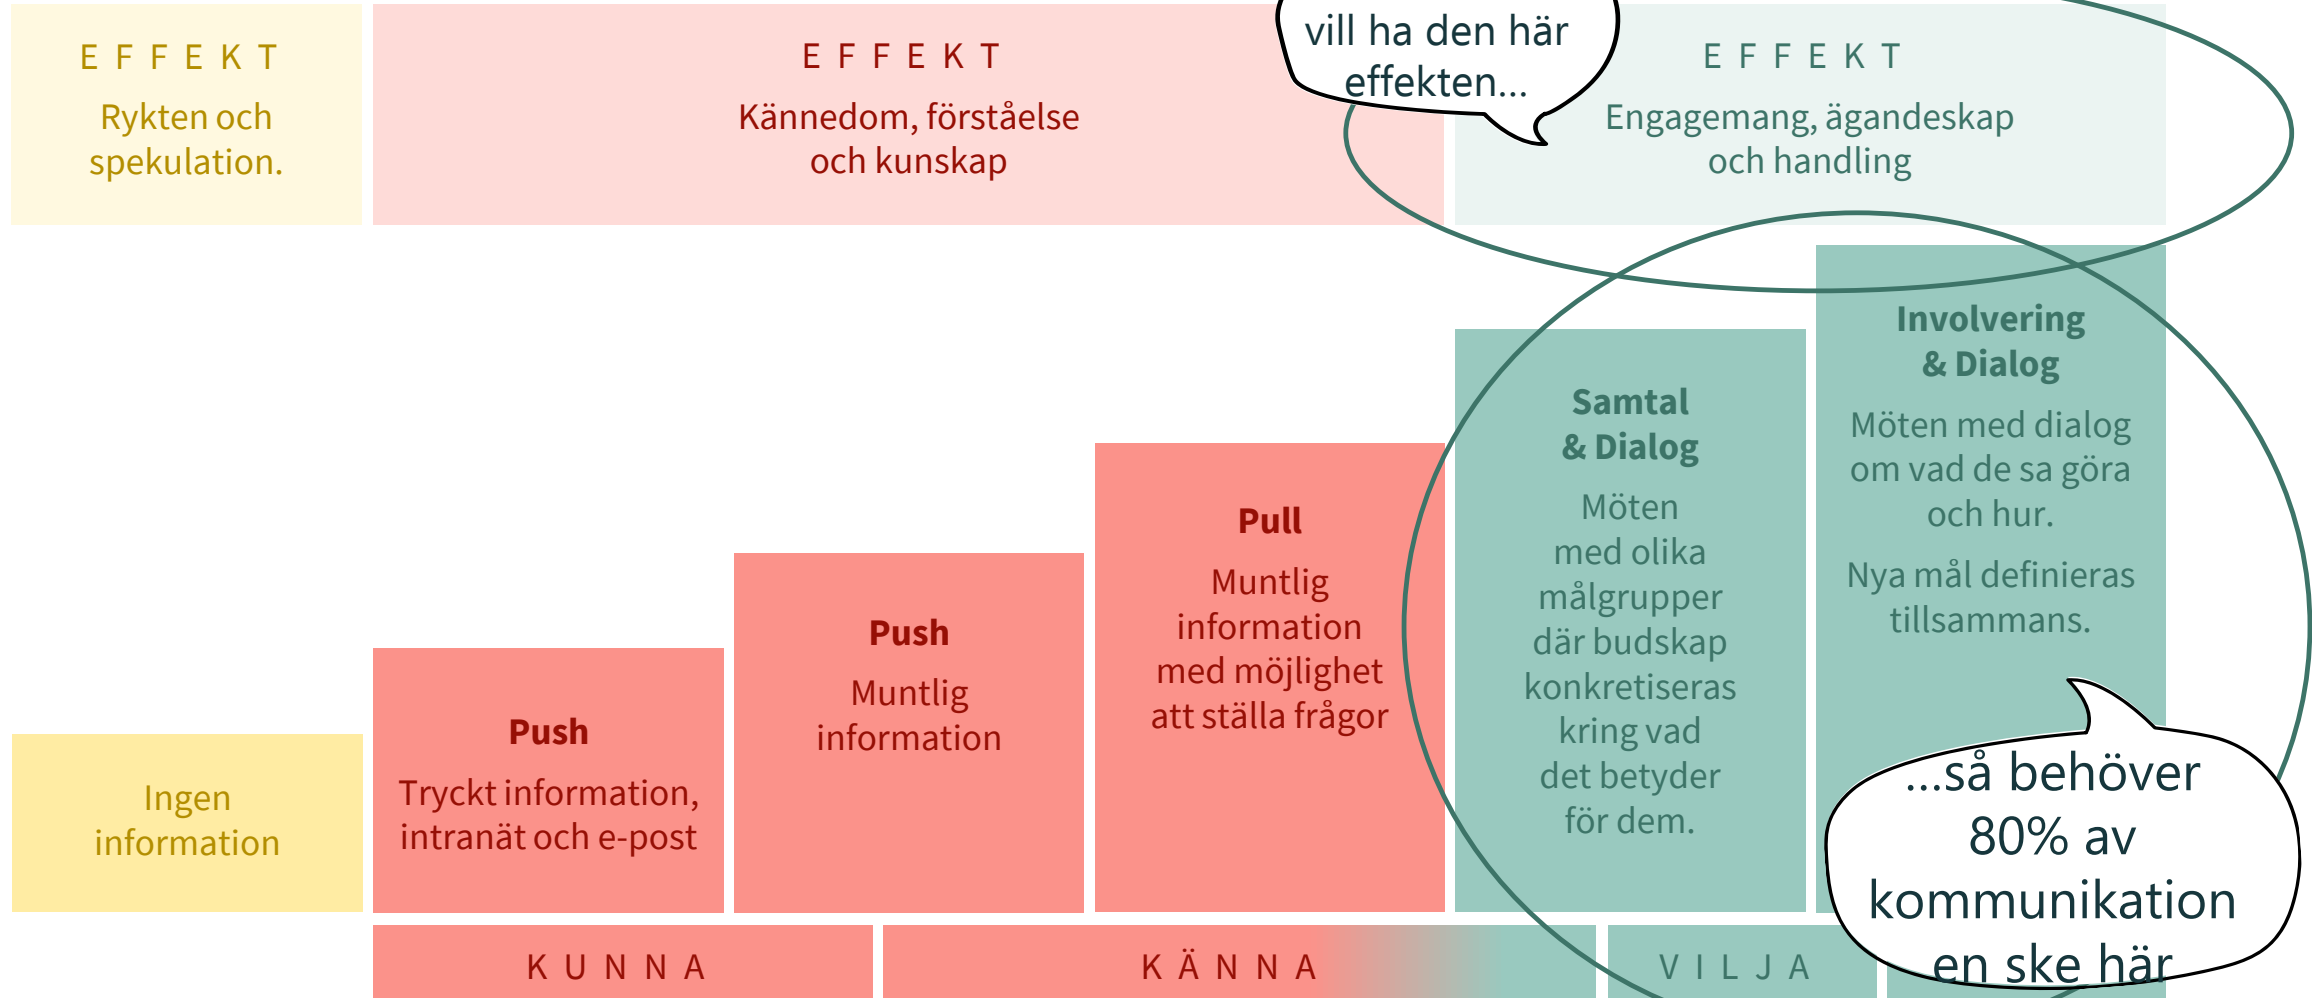 E F F E K T
Rykten och
spekulation.
E F F E K T
Kännedom, förståelse
och kunskap
vill ha den här
effekten...
E F F E K T
Engagemang, ägandeskap
och handling
Ingen
information
Push
Tryckt information,
intranät och e-post
Push
Muntlig
information
Pull
Muntlig
information
med möjlighet
att ställa frågor
Samtal
& Dialog
Möten
med olika
målgrupper
där budskap
konkretiseras
kring vad
det betyder
för dem.
Involvering
& Dialog
Möten med dialog
om vad de sa göra
och hur.
Nya mål definieras
tillsammans.
...så behöver
80% av
kommunikation
en ske här
K U N N A
K Ä N N A
V I L J A